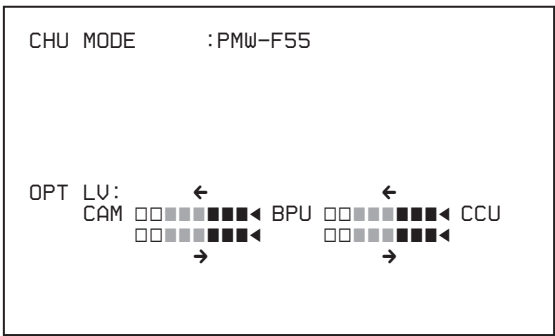 CHU MODE :PMW-F55
OPT LV: ← ←
CAM □□■■■■■■◀ BPU □□■■■■■■◀ CCU
□□■■■■■■◀ □□■■■■■■◀
→ →